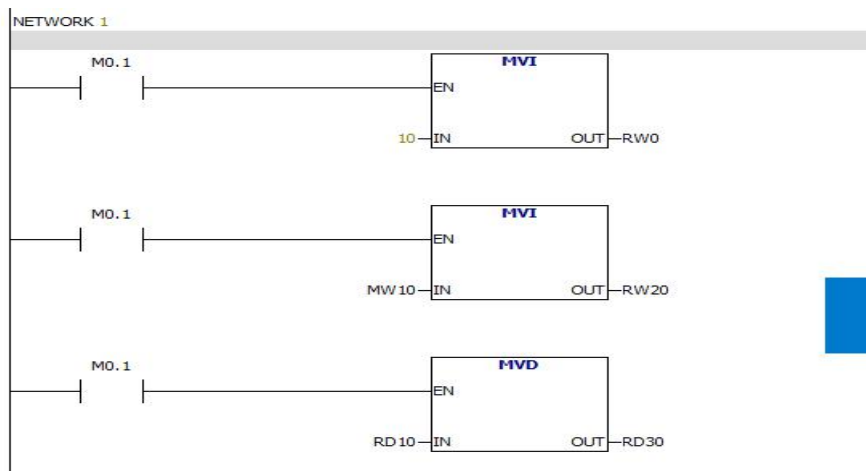 NETWORK 1
M0.1
MVI
EN
10 IN OUT RW0
M0.1
MVI
EN
MW10 IN OUT RW20
M0.1
MVD
EN
RD10 IN OUT RD30